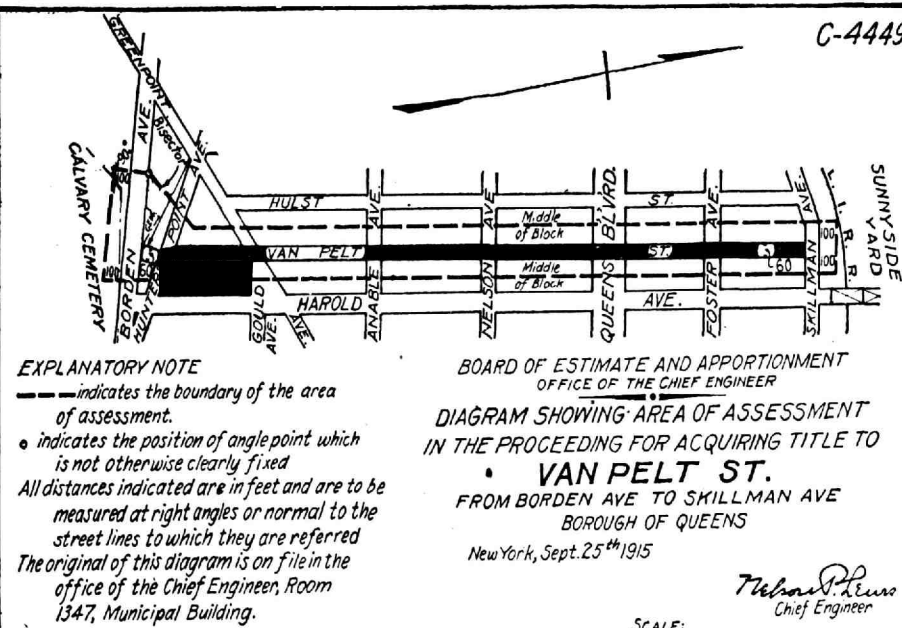 C-4449
GREENPOINT
AVE.
Bisector
CALVARY CEMETERY
BORDEN
AVE.
HUNTERS
POINT
AV.
HULST
ST.
Middle
of Block
VAN PELT
ST.
60
Middle
of Block
HAROLD
AVE.
GOULD
AVE.
AVE.
ANABLE AVE.
NELSON AVE.
QUEENS BLV'RD.
FOSTER AVE.
SKILLMAN AVE.
100
100
100
60
L. I. R. R.
SUNNYSIDE
YARD
EXPLANATORY NOTE
indicates the boundary of the area
of assessment.
indicates the position of angle point which
is not otherwise clearly fixed
All distances indicated are in feet and are to be
measured at right angles or normal to the
street lines to which they are referred
The original of this diagram is on file in the
office of the Chief Engineer, Room
1347, Municipal Building.
BOARD OF ESTIMATE AND APPORTIONMENT
OFFICE OF THE CHIEF ENGINEER
DIAGRAM SHOWING AREA OF ASSESSMENT
IN THE PROCEEDING FOR ACQUIRING TITLE TO
VAN PELT ST.
FROM BORDEN AVE TO SKILLMAN AVE
BOROUGH OF QUEENS
New York, Sept. 25th 1915
Nelson P. Lewis
Chief Engineer
SCALE: